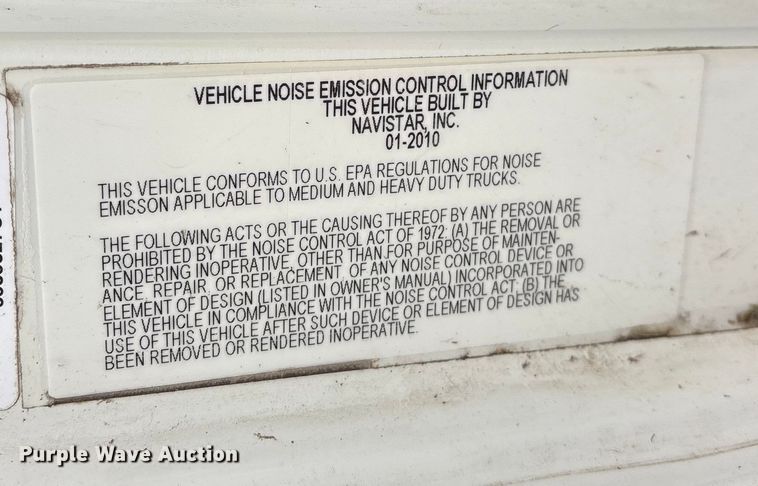 VEHICLE NOISE EMISSION CONTROL INFORMATION
THIS VEHICLE BUILT BY
NAVISTAR, INC.
01-2010
THIS VEHICLE CONFORMS TO U.S. EPA REGULATIONS FOR NOISE
EMISSON APPLICABLE TO MEDIUM AND HEAVY DUTY TRUCKS.
THE FOLLOWING ACTS OR THE CAUSING THEREOF BY ANY PERSON ARE
PROHIBITED BY THE NOISE CONTROL ACT OF 1972: (A) THE REMOVAL OR
RENDERING INOPERATIVE, OTHER THAN FOR PURPOSE OF MAINTEN-
ANCE, REPAIR, OR REPLACEMENT, OF ANY NOISE CONTROL DEVICE OR
ELEMENT OF DESIGN (LISTED IN OWNER'S MANUAL) INCORPORATED INTO
THIS VEHICLE IN COMPLIANCE WITH THE NOISE CONTROL ACT; (B) THE
USE OF THIS VEHICLE AFTER SUCH DEVICE OR ELEMENT OF DESIGN HAS
BEEN REMOVED OR RENDERED INOPERATIVE.
Purple Wave Auction